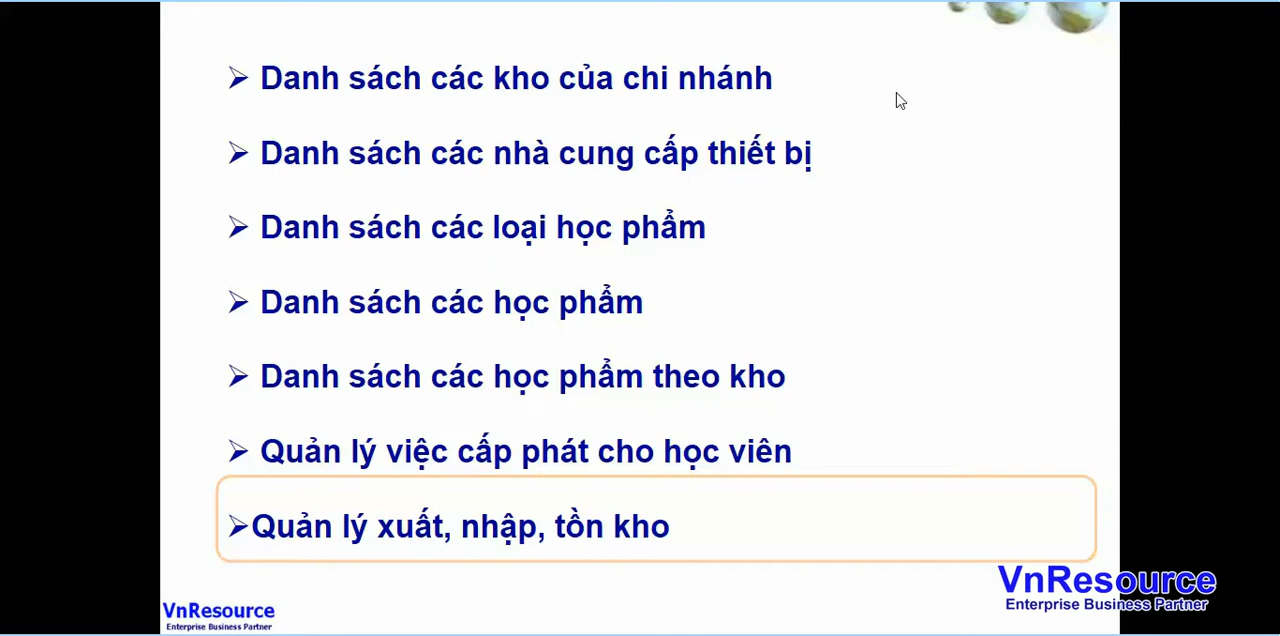 Danh sách các kho của chi nhánh
Danh sách các nhà cung cấp thiết bị
Danh sách các loại học phẩm
Danh sách các học phẩm
Danh sách các học phẩm theo kho
Quản lý việc cấp phát cho học viên
Quản lý xuất, nhập, tồn kho
VnResource
Enterprise Business Partner
VnResource
Enterprise Business Partner